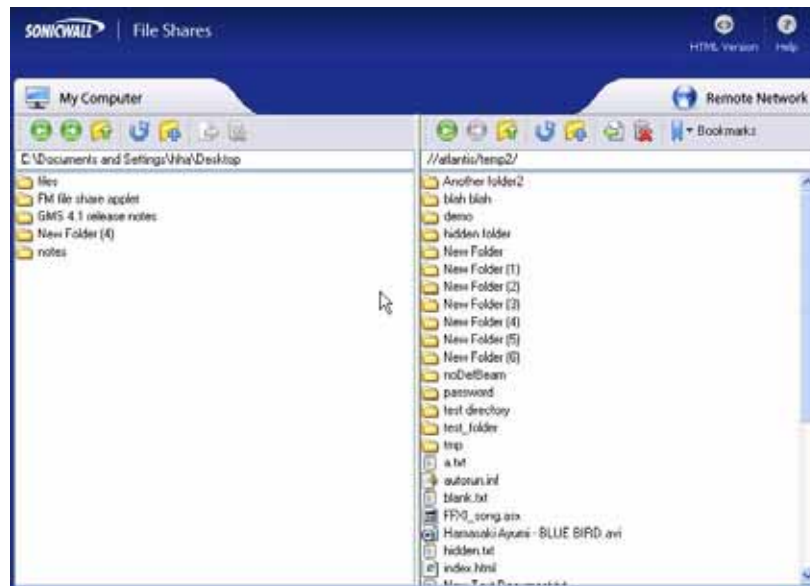 SONICWALL | File Shares
HTML Version
Help
My Computer
Remote Network
Bookmarks
C:\Documents and Settings\hha\Desktop
files
FM file share applet
GMS 4.1 release notes
New Folder (4)
notes
//atlantis/temp2/
Another folder2
blah blah
demo
hidden folder
New Folder
New Folder (1)
New Folder (2)
New Folder (3)
New Folder (4)
New Folder (5)
New Folder (6)
password
test directory
test_folder
tmp
a.txt
autorun.inf
blank.txt
FFXI_song.asx
Hamasaki Ayumi - BLUE BIRD.avi
hidden.txt
index.html